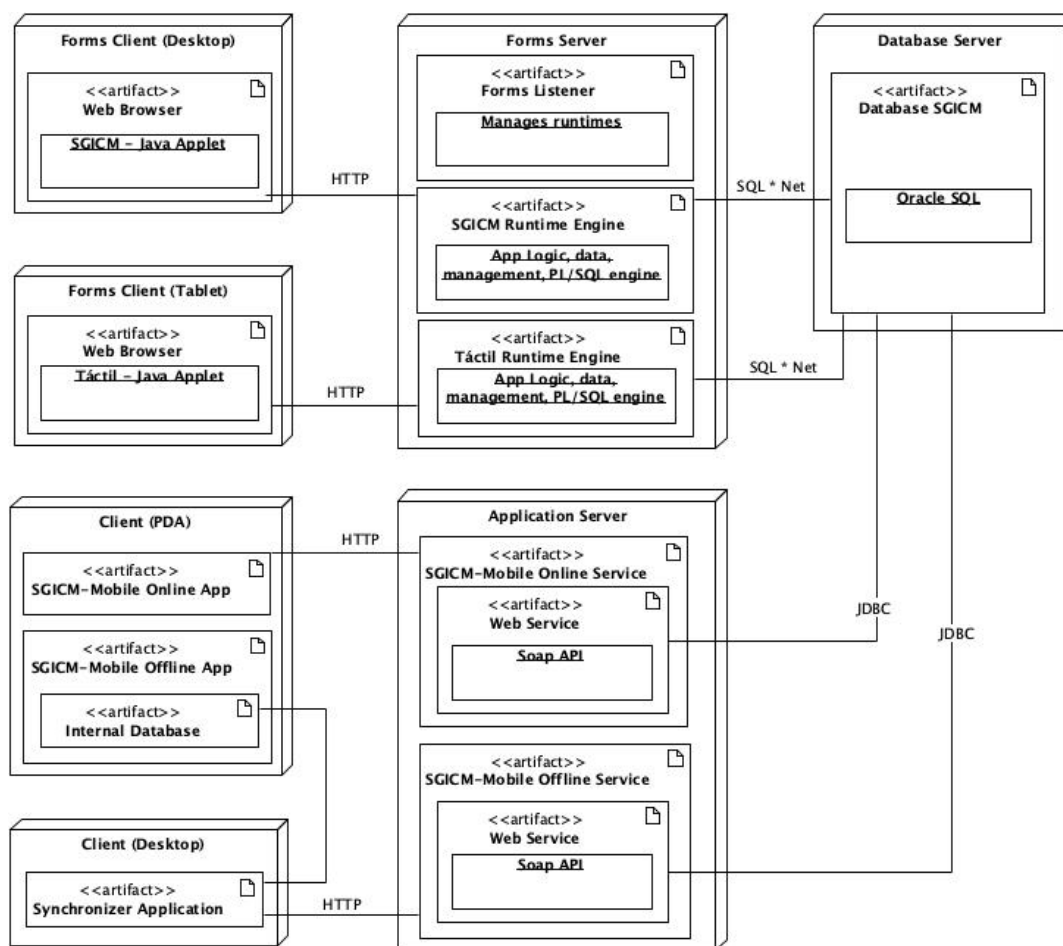 Forms Client (Desktop)
<<artifact>>
Web Browser
SGICM - Java Applet
HTTP
Forms Server
<<artifact>>
Forms Listener
Manages runtimes
<<artifact>>
SGICM Runtime Engine
App Logic, data,
management, PL/SQL engine
<<artifact>>
Táctil Runtime Engine
App Logic, data,
management, PL/SQL engine
SQL * Net
SQL * Net
Database Server
<<artifact>>
Database SGICM
Oracle SQL
Forms Client (Tablet)
<<artifact>>
Web Browser
Táctil - Java Applet
HTTP
Client (PDA)
<<artifact>>
SGICM-Mobile Online App
<<artifact>>
SGICM-Mobile Offline App
<<artifact>>
Internal Database
HTTP
Application Server
<<artifact>>
SGICM-Mobile Online Service
<<artifact>>
Web Service
Soap API
<<artifact>>
SGICM-Mobile Offline Service
<<artifact>>
Web Service
Soap API
JDBC
JDBC
Client (Desktop)
<<artifact>>
Synchronizer Application
HTTP